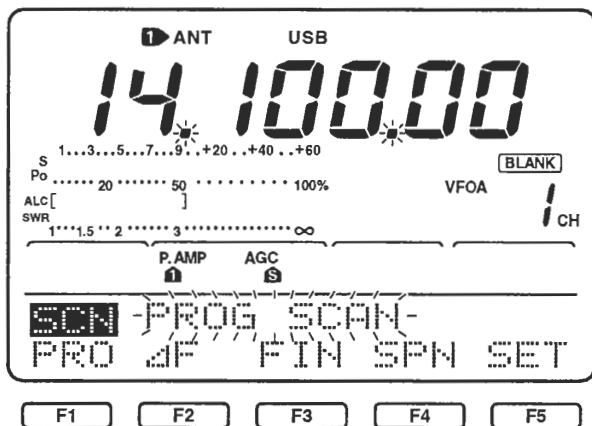 1 ANT USB
14.100.00
1...3...5...7...9...+20...+40...+60
S
Po 20 50 100%
BLANK
VFOA 1 CH
ALC
SWR 1 1.5 2 3 ∞
P.AMP AGC
1 S
SCN PROG SCAN
PRO ⊿F FIN SPN SET
F1 F2 F3 F4 F5